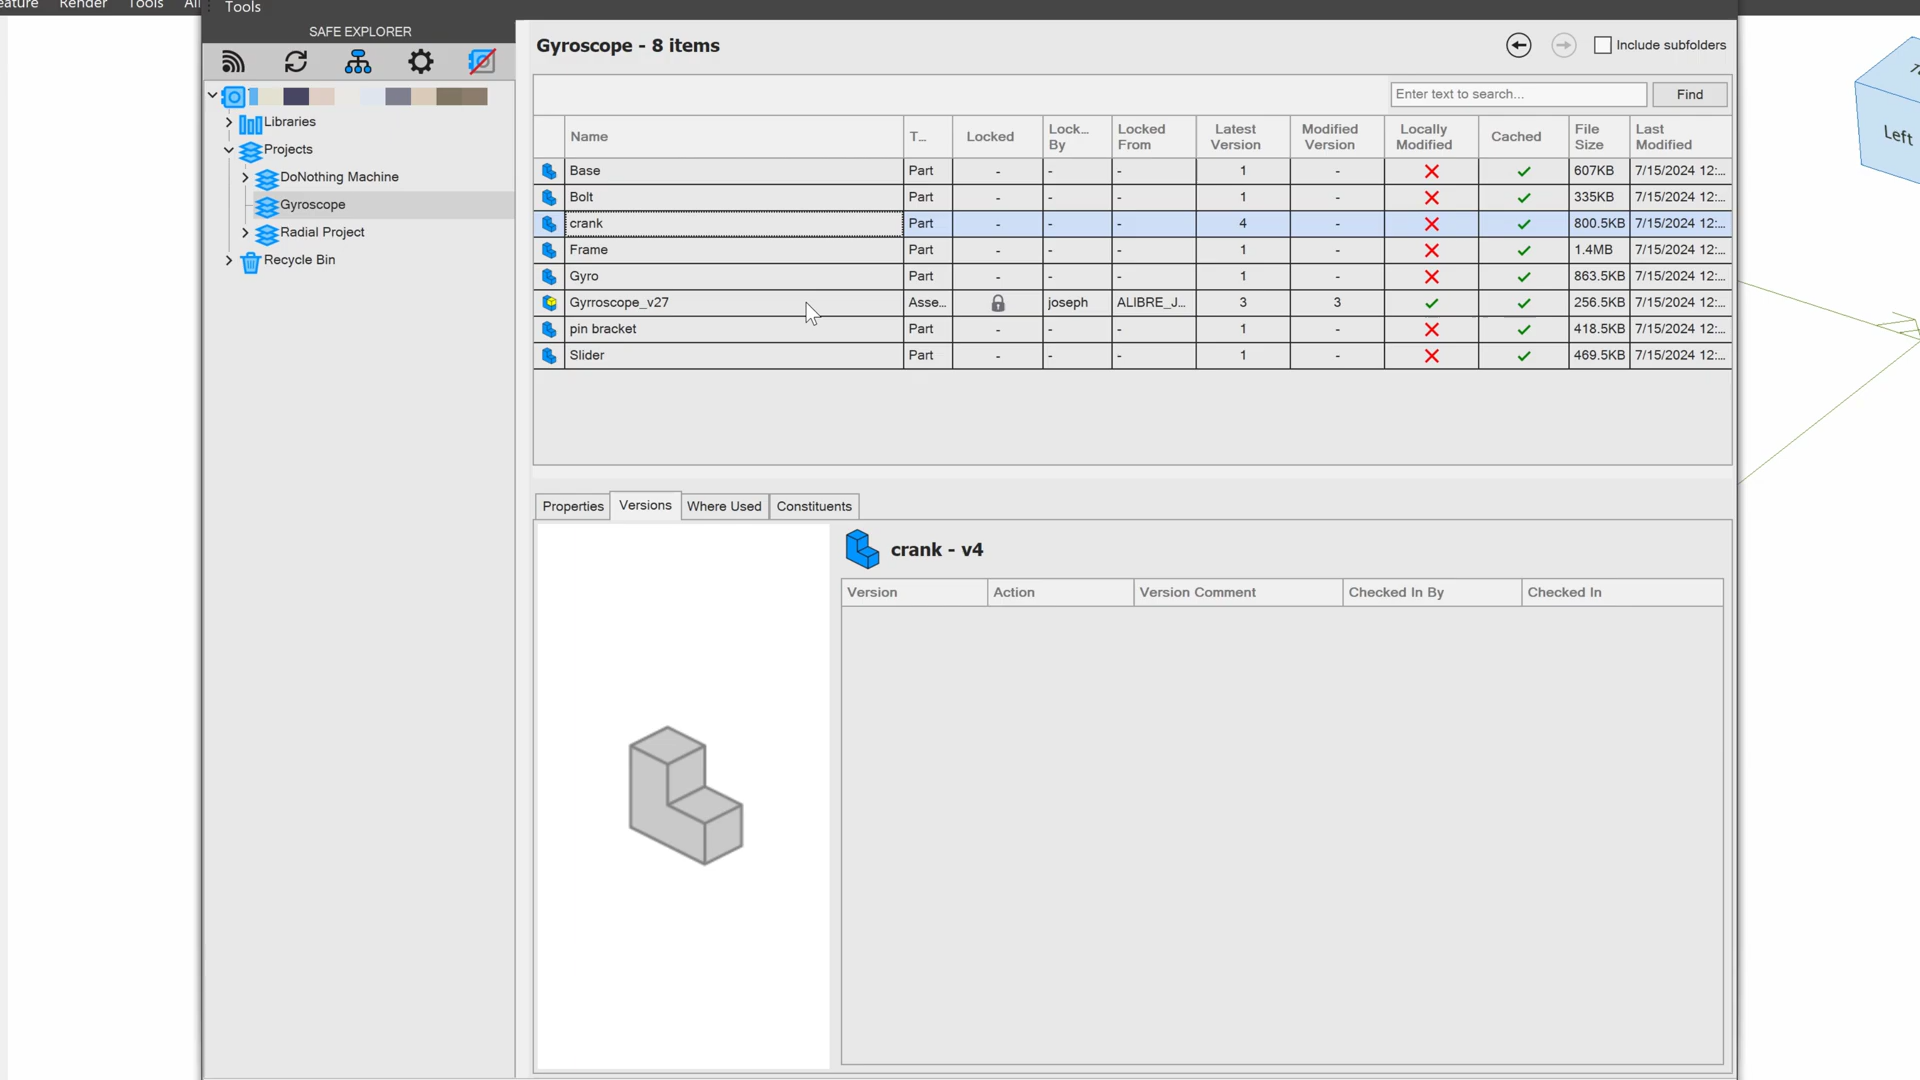 Render Tools
Tools
SAFE EXPLORER
Libraries
Projects
DoNothing Machine
Gyroscope
Radial Project
Recycle Bin
Gyroscope - 8 items
Include subfolders
Enter text to search...
Find
Name T... Locked Lock... By Locked From Latest Version Modified Version Locally Modified Cached File Size Last Modified
Base Part - - - 1 - 607KB 7/15/2024 12:...
Bolt Part - - - 1 - 335KB 7/15/2024 12:...
crank Part - - - 4 - 800.5KB 7/15/2024 12:...
Frame Part - - - 1 - 1.4MB 7/15/2024 12:...
Gyro Part - - - 1 - 863.5KB 7/15/2024 12:...
Gyrroscope_v27 Asse... joseph ALIBRE_J... 3 3 256.5KB 7/15/2024 12:...
pin bracket Part - - - 1 - 418.5KB 7/15/2024 12:...
Slider Part - - - 1 - 469.5KB 7/15/2024 12:...
Properties Versions Where Used Constituents
crank - v4
Version Action Version Comment Checked In By Checked In
Left